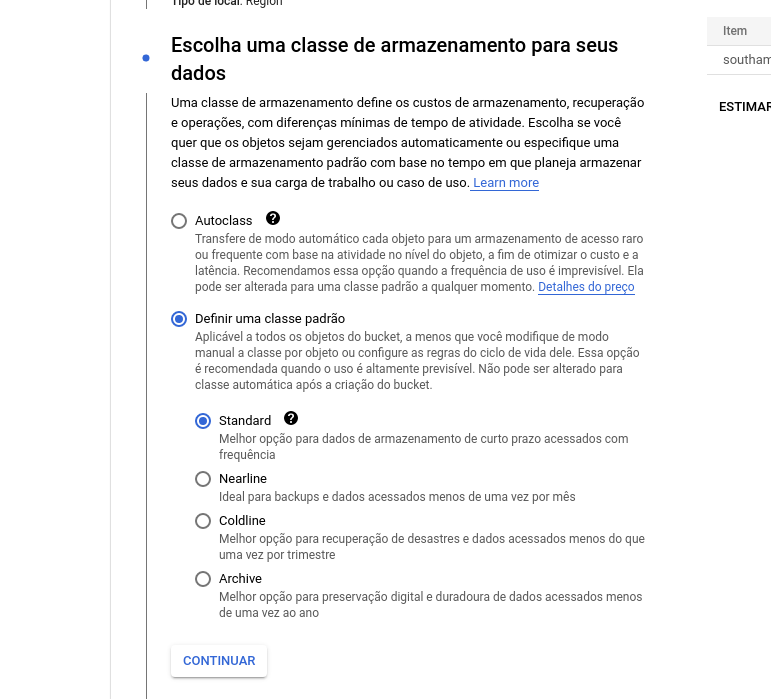 Tipo de local: Region
Item
Escolha uma classe de armazenamento para seus
dados
southam
Uma classe de armazenamento define os custos de armazenamento, recuperação
e operações, com diferenças mínimas de tempo de atividade. Escolha se você
quer que os objetos sejam gerenciados automaticamente ou especifique uma
classe de armazenamento padrão com base no tempo em que planeja armazenar
seus dados e sua carga de trabalho ou caso de uso. Learn more
ESTIMAR
Autoclass
Transfere de modo automático cada objeto para um armazenamento de acesso raro
ou frequente com base na atividade no nível do objeto, a fim de otimizar o custo e a
latência. Recomendamos essa opção quando a frequência de uso é imprevisível. Ela
pode ser alterada para uma classe padrão a qualquer momento. Detalhes do preço
Definir uma classe padrão
Aplicável a todos os objetos do bucket, a menos que você modifique de modo
manual a classe por objeto ou configure as regras do ciclo de vida dele. Essa opção
é recomendada quando o uso é altamente previsível. Não pode ser alterado para
classe automática após a criação do bucket.
Standard
Melhor opção para dados de armazenamento de curto prazo acessados com
frequência
Nearline
Ideal para backups e dados acessados menos de uma vez por mês
Coldline
Melhor opção para recuperação de desastres e dados acessados menos do que
uma vez por trimestre
Archive
Melhor opção para preservação digital e duradoura de dados acessados menos
de uma vez ao ano
CONTINUAR